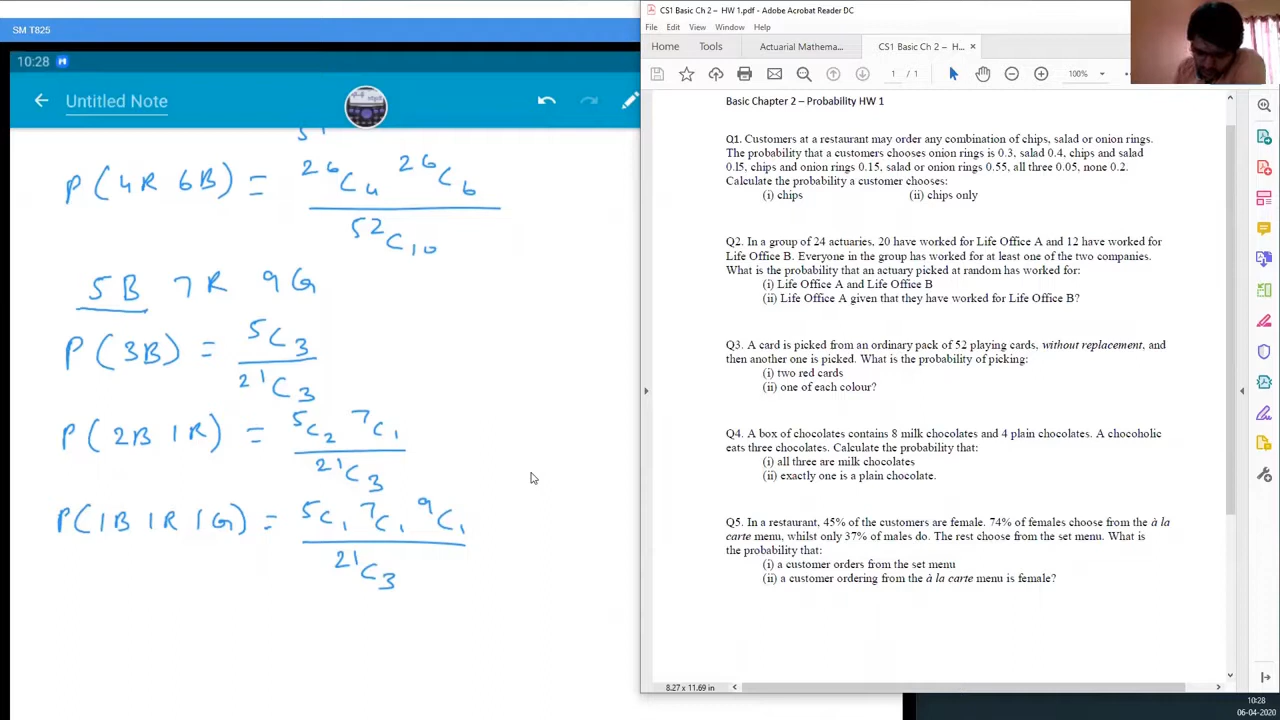 SM T825
10:28
Untitled Note
P(4R 6B) = 26C4 26C6
52C10
5B 7R 9G
P(3B) = 5C3
21C3
P(2B 1R) = 5C2 7C1
21C3
P(1B 1R 1G) = 5C1 7C1 9C1
21C3
CS1 Basic Ch 2 – HW 1.pdf - Adobe Acrobat Reader DC
File Edit View Window Help
Home Tools Actuarial Mathema... CS1 Basic Ch 2 – H... ×
1 / 1 100%
Basic Chapter 2 – Probability HW 1
Q1. Customers at a restaurant may order any combination of chips, salad or onion rings.
The probability that a customers chooses onion rings is 0.3, salad 0.4, chips and salad
0.15, chips and onion rings 0.15, salad or onion rings 0.55, all three 0.05, none 0.2.
Calculate the probability a customer chooses:
(i) chips (ii) chips only
Q2. In a group of 24 actuaries, 20 have worked for Life Office A and 12 have worked for
Life Office B. Everyone in the group has worked for at least one of the two companies.
What is the probability that an actuary picked at random has worked for:
(i) Life Office A and Life Office B
(ii) Life Office A given that they have worked for Life Office B?
Q3. A card is picked from an ordinary pack of 52 playing cards, without replacement, and
then another one is picked. What is the probability of picking:
(i) two red cards
(ii) one of each colour?
Q4. A box of chocolates contains 8 milk chocolates and 4 plain chocolates. A chocoholic
eats three chocolates. Calculate the probability that:
(i) all three are milk chocolates
(ii) exactly one is a plain chocolate.
Q5. In a restaurant, 45% of the customers are female. 74% of females choose from the à la
carte menu, whilst only 37% of males do. The rest choose from the set menu. What is
the probability that:
(i) a customer orders from the set menu
(ii) a customer ordering from the à la carte menu is female?
8.27 x 11.69 in
10:28
06-04-2020